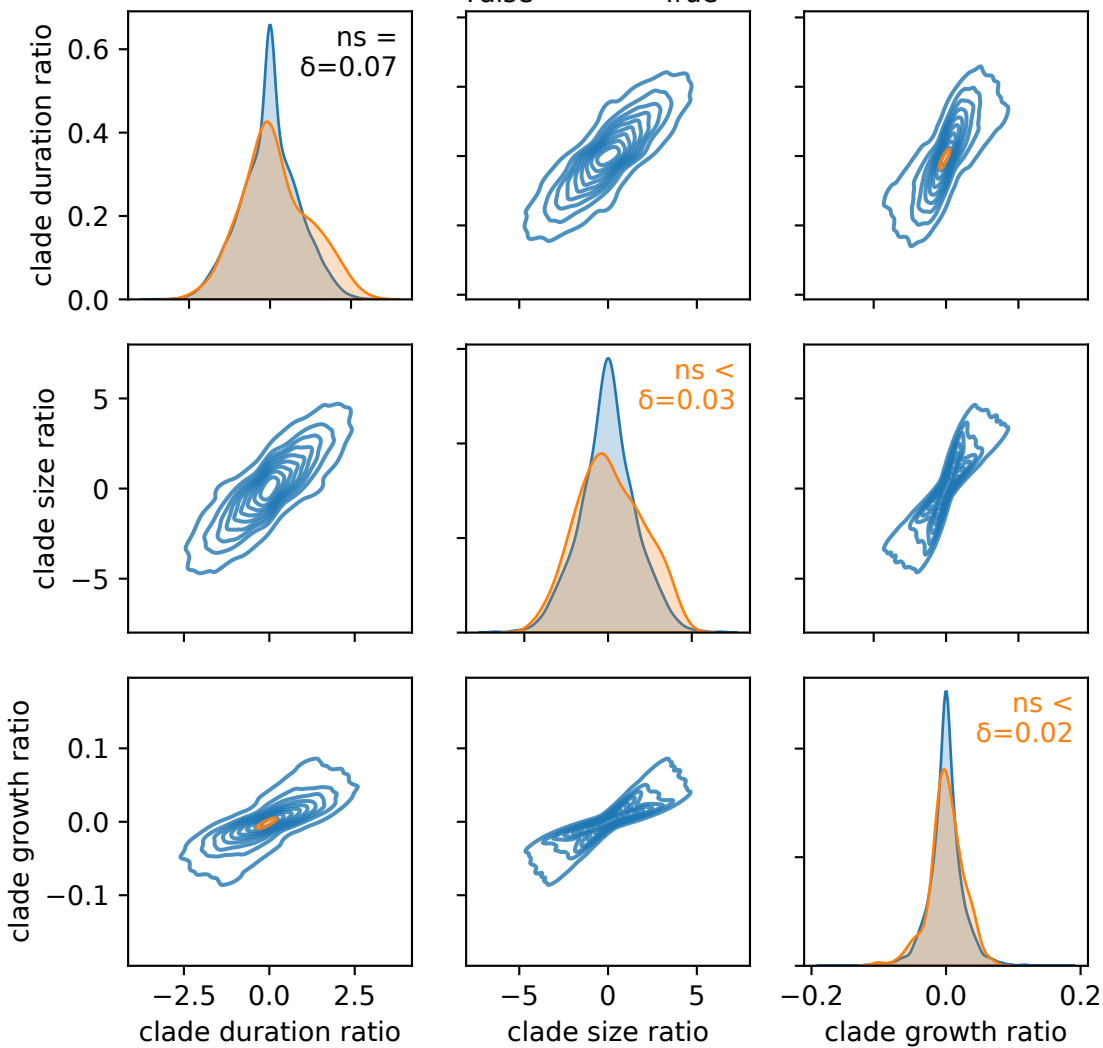 clade duration ratio
0.6
0.4
0.2
0.0
ns =
δ=0.07
clade size ratio
5
0
−5
ns <
δ=0.03
clade growth ratio
0.1
0.0
−0.1
ns <
δ=0.02
−2.5 0.0 2.5
−5 0 5
−0.2 0.0 0.2
clade duration ratio
clade size ratio
clade growth ratio